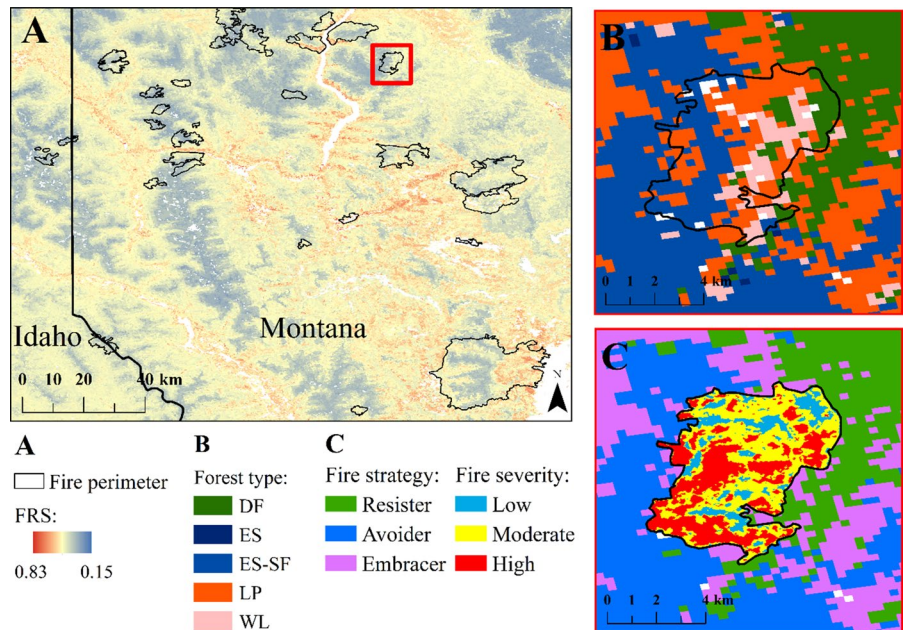 A
Idaho
Montana
0 10 20 40 km
N
B
0 1 2 4 km
C
0 1 2 4 km
A
Fire perimeter
FRS:
0.83 0.15
B
Forest type:
DF
ES
ES-SF
LP
WL
C
Fire strategy:
Resister
Avoider
Embracer
Fire severity:
Low
Moderate
High